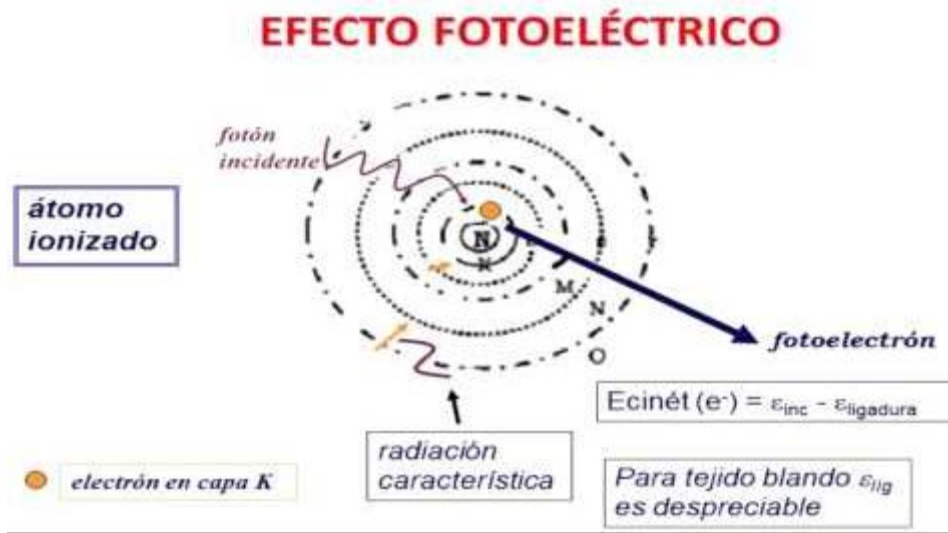 EFECTO FOTOELÉCTRICO
fotón
incidente
átomo
ionizado
N
K
M
N
O
fotoelectrón
Ecinét (e-) = εinc - εligadura
radiación
característica
electrón en capa K
Para tejido blando εlig
es despreciable